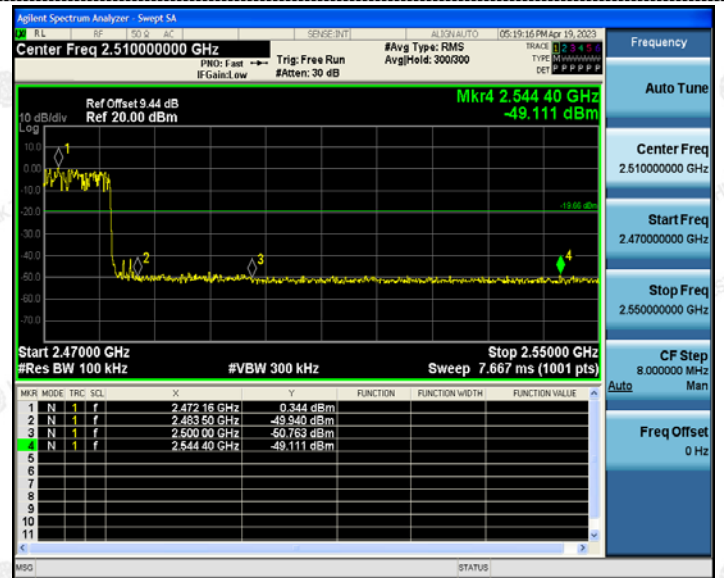 Agilent Spectrum Analyzer - Swept SA
RL RF 50 Ω AC SENSE:INT ALIGN AUTO 05:19:16 PM Apr 19, 2023
Center Freq 2.510000000 GHz
PNO: Fast
IFGain:Low
Trig: Free Run
#Atten: 30 dB
#Avg Type: RMS
Avg|Hold: 300/300
TRACE 1 2 3 4 5 6
TYPE M
DET P P P P P P
Ref Offset 9.44 dB
10 dB/div Ref 20.00 dBm
Log
Mkr4 2.544 40 GHz
-49.111 dBm
10.0
0.00
-10.0
-20.0
-30.0
-40.0
-50.0
-60.0
-70.0
1
2
3
4
-19.66 dBm
Start 2.47000 GHz Stop 2.55000 GHz
#Res BW 100 kHz #VBW 300 kHz Sweep 7.667 ms (1001 pts)
MKR MODE TRC SCL X Y FUNCTION FUNCTION WIDTH FUNCTION VALUE
1 N 1 f 2.472 16 GHz 0.344 dBm
2 N 1 f 2.483 50 GHz -49.940 dBm
3 N 1 f 2.500 00 GHz -50.763 dBm
4 N 1 f 2.544 40 GHz -49.111 dBm
5
6
7
8
9
10
11
MSG STATUS
Frequency
Auto Tune
Center Freq
2.510000000 GHz
Start Freq
2.470000000 GHz
Stop Freq
2.550000000 GHz
CF Step
8.000000 MHz
Auto Man
Freq Offset
0 Hz